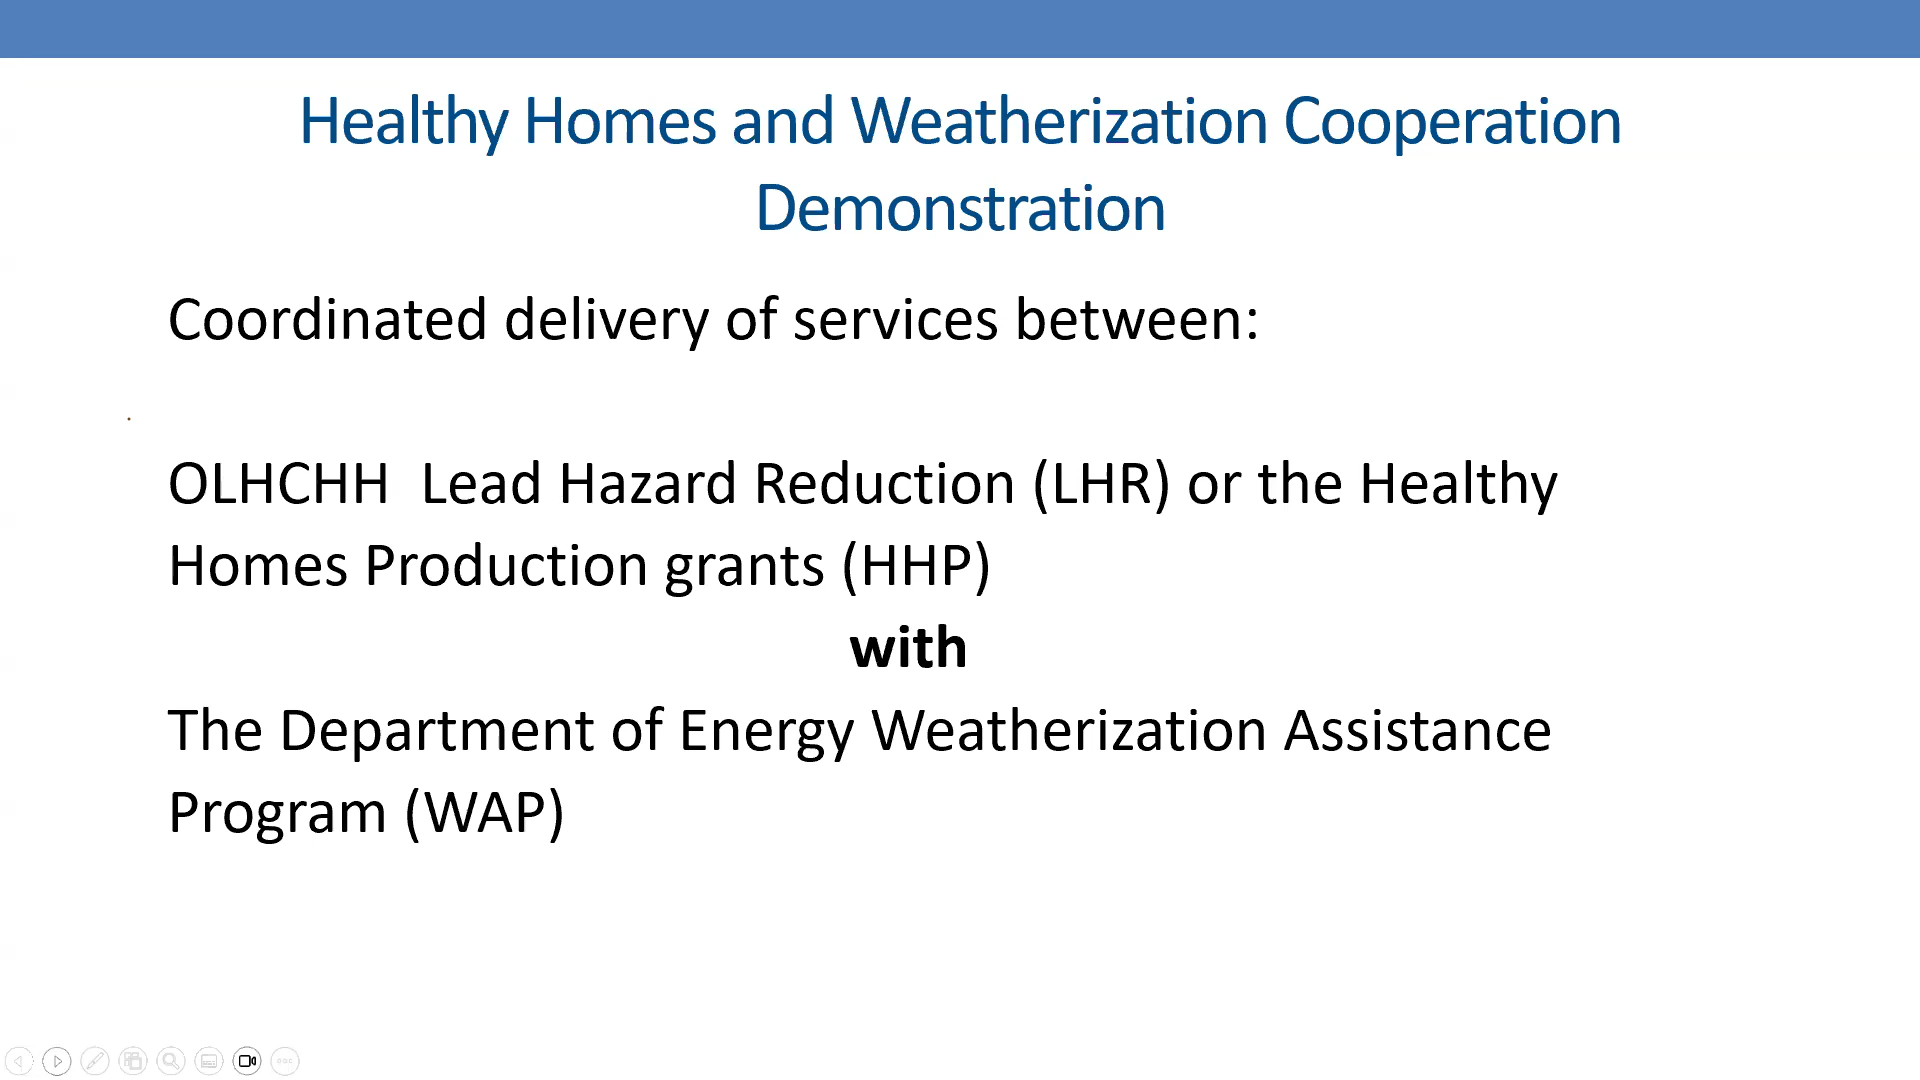 Healthy Homes and Weatherization Cooperation
Demonstration
Coordinated delivery of services between:
OLHCHH  Lead Hazard Reduction (LHR) or the Healthy
Homes Production grants (HHP)
with
The Department of Energy Weatherization Assistance
Program (WAP)